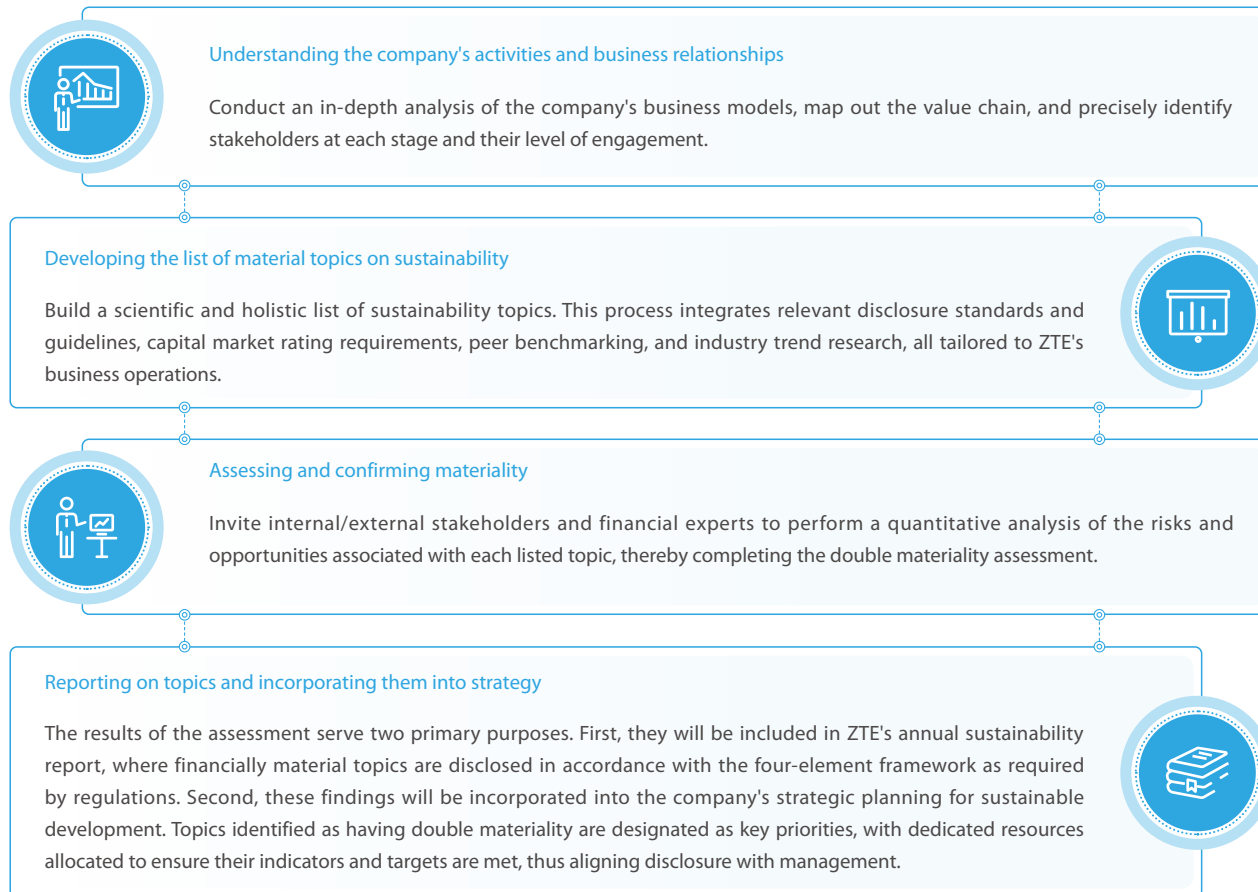 Understanding the company's activities and business relationships
Conduct an in-depth analysis of the company's business models, map out the value chain, and precisely identify
stakeholders at each stage and their level of engagement.
Developing the list of material topics on sustainability
Build a scientific and holistic list of sustainability topics. This process integrates relevant disclosure standards and
guidelines, capital market rating requirements, peer benchmarking, and industry trend research, all tailored to ZTE's
business operations.
Assessing and confirming materiality
Invite internal/external stakeholders and financial experts to perform a quantitative analysis of the risks and
opportunities associated with each listed topic, thereby completing the double materiality assessment.
Reporting on topics and incorporating them into strategy
The results of the assessment serve two primary purposes. First, they will be included in ZTE's annual sustainability
report, where financially material topics are disclosed in accordance with the four-element framework as required
by regulations. Second, these findings will be incorporated into the company's strategic planning for sustainable
development. Topics identified as having double materiality are designated as key priorities, with dedicated resources
allocated to ensure their indicators and targets are met, thus aligning disclosure with management.